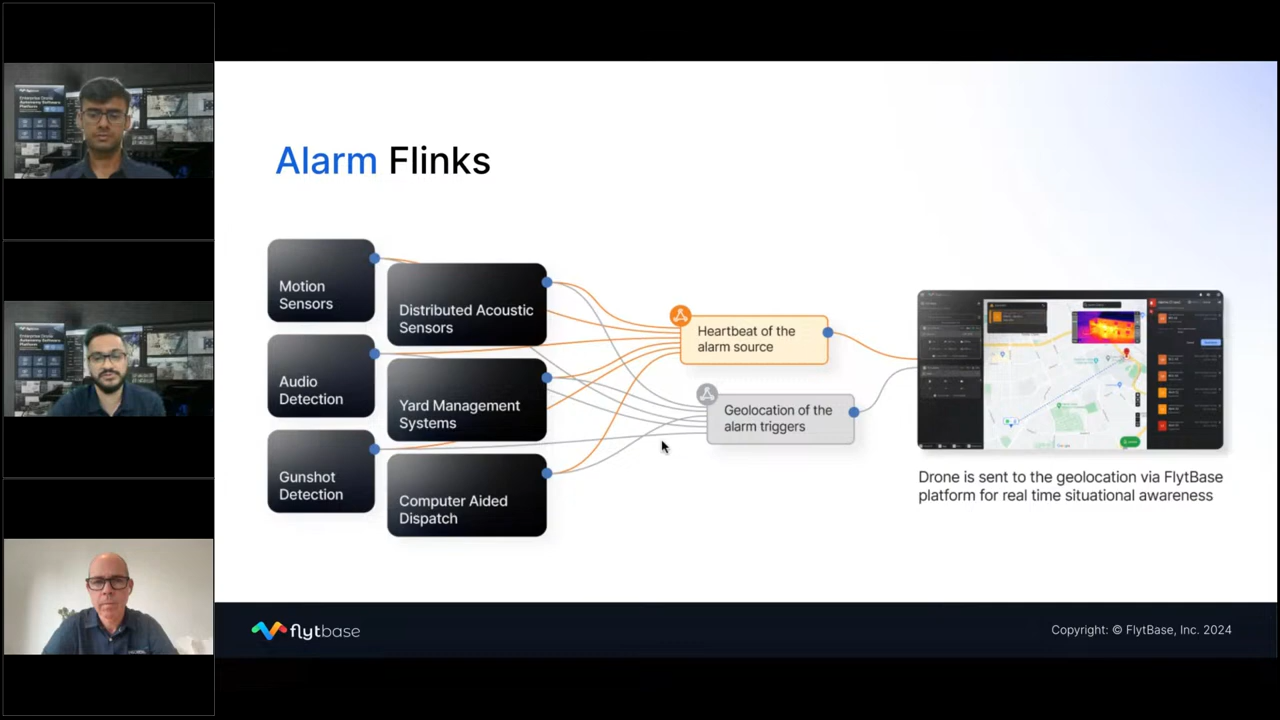 Alarm Flinks
Motion
Sensors
Distributed Acoustic
Sensors
Audio
Detection
Yard Management
Systems
Gunshot
Detection
Computer Aided
Dispatch
Heartbeat of the
alarm source
Geolocation of the
alarm triggers
Drone is sent to the geolocation via FlytBase
platform for real time situational awareness
flytbase
Copyright: © FlytBase, Inc. 2024